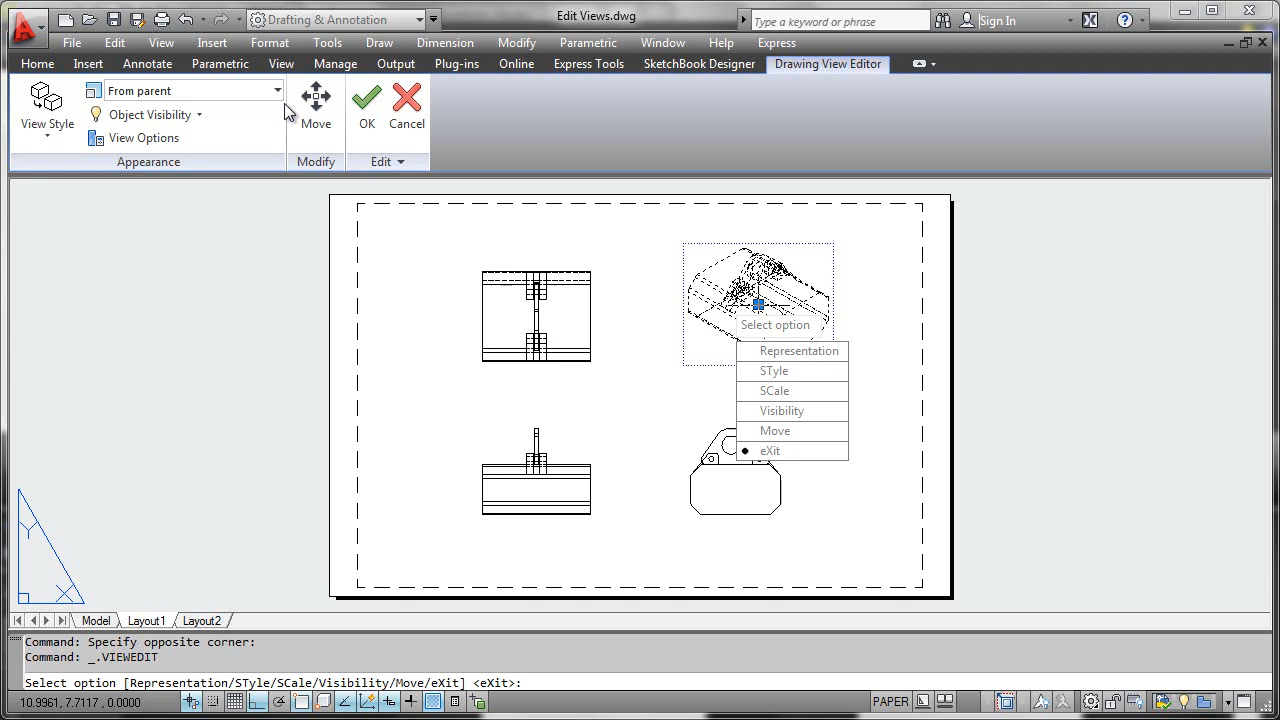 Drafting & Annotation
Edit Views.dwg
Type a keyword or phrase
Sign In
File Edit View Insert Format Tools Draw Dimension Modify Parametric Window Help Express
Home Insert Annotate Parametric View Manage Output Plug-ins Online Express Tools SketchBook Designer Drawing View Editor
View Style
From parent
Object Visibility
View Options
Move
OK
Cancel
Appearance
Modify
Edit
Select option
Representation
STyle
SCale
Visibility
Move
eXit
Y
X
Model Layout1 Layout2
Command: Specify opposite corner:
Command: _.VIEWEDIT
Select option [Representation/STyle/SCale/Visibility/Move/eXit] <eXit>:
10.9961, 7.7117, 0.0000
PAPER